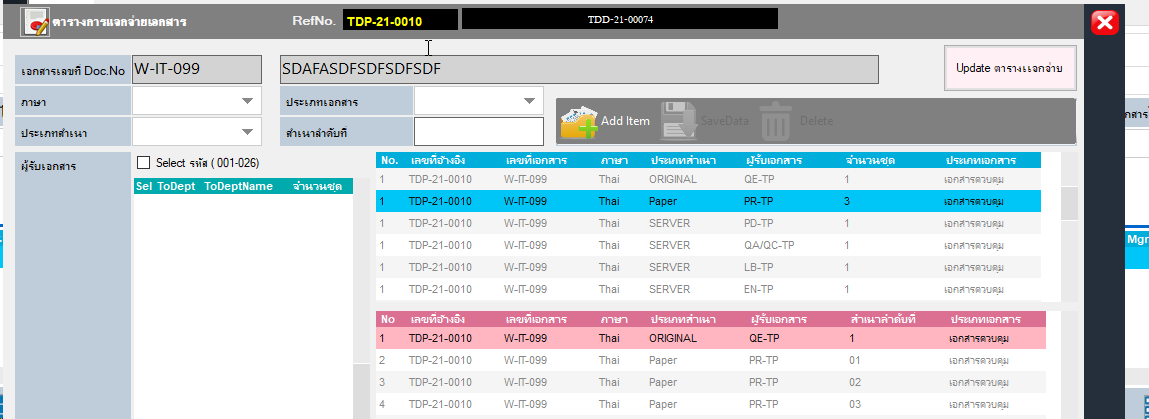 ตารางการแจกจ่ายเอกสาร RefNo. TDP-21-0010 TDD-21-00074
เอกสารเลขที่ Doc.No W-IT-099 SDAFASDFSDFSDFSDF Update ตารางแจกจ่าย
ภาษา ประเภทเอกสาร
Add Item SaveData Delete
ประเภทสำเนา สำเนาลำดับที่
ผู้รับเอกสาร Select รหัส ( 001-026)
Sel ToDept ToDeptName จำนวนชุด
No. เลขที่อ้างอิง เลขที่เอกสาร ภาษา ประเภทสำเนา ผู้รับเอกสาร จำนวนชุด ประเภทเอกสาร
1 TDP-21-0010 W-IT-099 Thai ORIGINAL QE-TP 1 เอกสารควบคุม
1 TDP-21-0010 W-IT-099 Thai Paper PR-TP 3 เอกสารควบคุม
1 TDP-21-0010 W-IT-099 Thai SERVER PD-TP 1 เอกสารควบคุม
1 TDP-21-0010 W-IT-099 Thai SERVER QA/QC-TP 1 เอกสารควบคุม
1 TDP-21-0010 W-IT-099 Thai SERVER LB-TP 1 เอกสารควบคุม
1 TDP-21-0010 W-IT-099 Thai SERVER EN-TP 1 เอกสารควบคุม
No เลขที่อ้างอิง เลขที่เอกสาร ภาษา ประเภทสำเนา ผู้รับเอกสาร สำเนาลำดับที่ ประเภทเอกสาร
1 TDP-21-0010 W-IT-099 Thai ORIGINAL QE-TP 1 เอกสารควบคุม
2 TDP-21-0010 W-IT-099 Thai Paper PR-TP 01 เอกสารควบคุม
3 TDP-21-0010 W-IT-099 Thai Paper PR-TP 02 เอกสารควบคุม
4 TDP-21-0010 W-IT-099 Thai Paper PR-TP 03 เอกสารควบคุม
Mgr